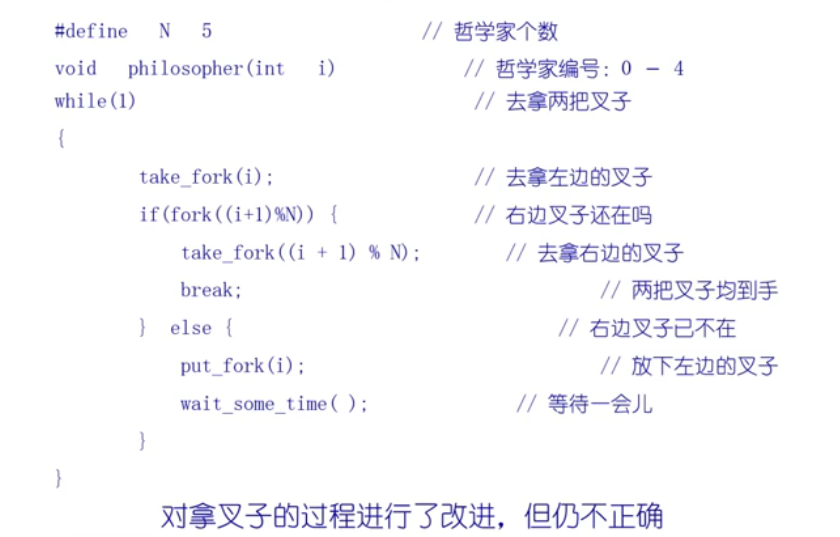 #define N 5 // 哲学家个数
void philosopher(int i) // 哲学家编号: 0 - 4
while(1) // 去拿两把叉子
{
take_fork(i); // 去拿左边的叉子
if(fork((i+1)%N)) { // 右边叉子还在吗
take_fork((i + 1) % N); // 去拿右边的叉子
break; // 两把叉子均到手
} else { // 右边叉子已不在
put_fork(i); // 放下左边的叉子
wait_some_time( ); // 等待一会儿
}
}
对拿叉子的过程进行了改进，但仍不正确